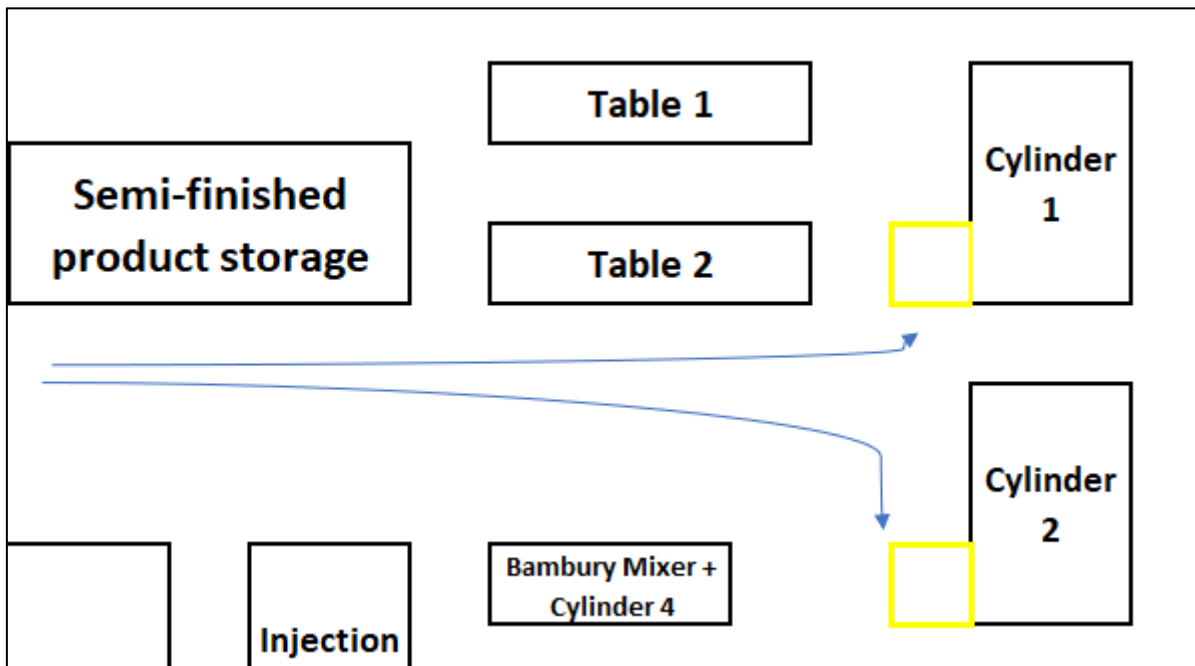 Table 1
Cylinder
1
Semi-finished
product storage
Table 2
Cylinder
2
Bambury Mixer +
Cylinder 4
Injection